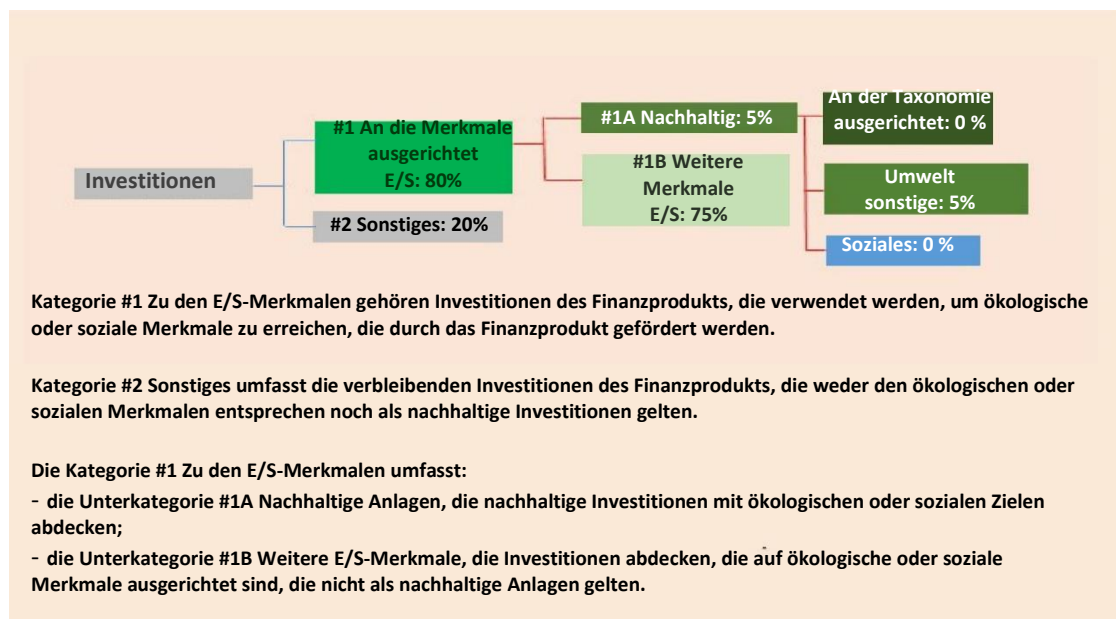 Investitionen
#1 An die Merkmale
ausgerichtet
E/S: 80%
#2 Sonstiges: 20%
#1A Nachhaltig: 5%
#1B Weitere
Merkmale
E/S: 75%
An der Taxonomie
ausgerichtet: 0 %
Umwelt
sonstige: 5%
Soziales: 0 %
Kategorie #1 Zu den E/S-Merkmalen gehören Investitionen des Finanzprodukts, die verwendet werden, um ökologische
oder soziale Merkmale zu erreichen, die durch das Finanzprodukt gefördert werden.
Kategorie #2 Sonstiges umfasst die verbleibenden Investitionen des Finanzprodukts, die weder den ökologischen oder
sozialen Merkmalen entsprechen noch als nachhaltige Investitionen gelten.
Die Kategorie #1 Zu den E/S-Merkmalen umfasst:
- die Unterkategorie #1A Nachhaltige Anlagen, die nachhaltige Investitionen mit ökologischen oder sozialen Zielen
abdecken;
- die Unterkategorie #1B Weitere E/S-Merkmale, die Investitionen abdecken, die auf ökologische oder soziale
Merkmale ausgerichtet sind, die nicht als nachhaltige Anlagen gelten.